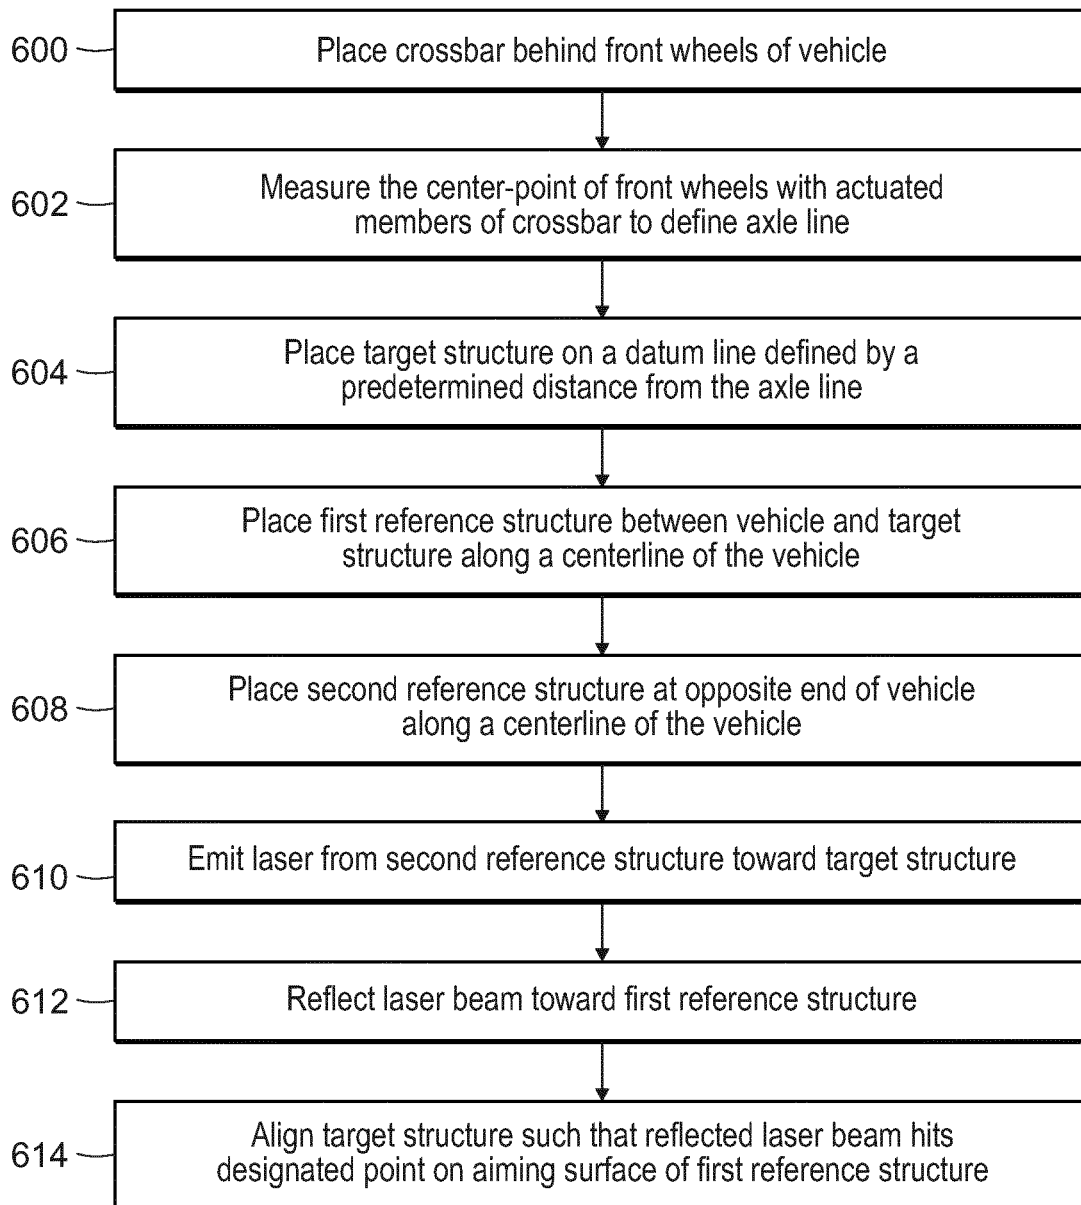 600
Place crossbar behind front wheels of vehicle
602
Measure the center-point of front wheels with actuated
members of crossbar to define axle line
604
Place target structure on a datum line defined by a
predetermined distance from the axle line
606
Place first reference structure between vehicle and target
structure along a centerline of the vehicle
608
Place second reference structure at opposite end of vehicle
along a centerline of the vehicle
610
Emit laser from second reference structure toward target structure
612
Reflect laser beam toward first reference structure
614
Align target structure such that reflected laser beam hits
designated point on aiming surface of first reference structure